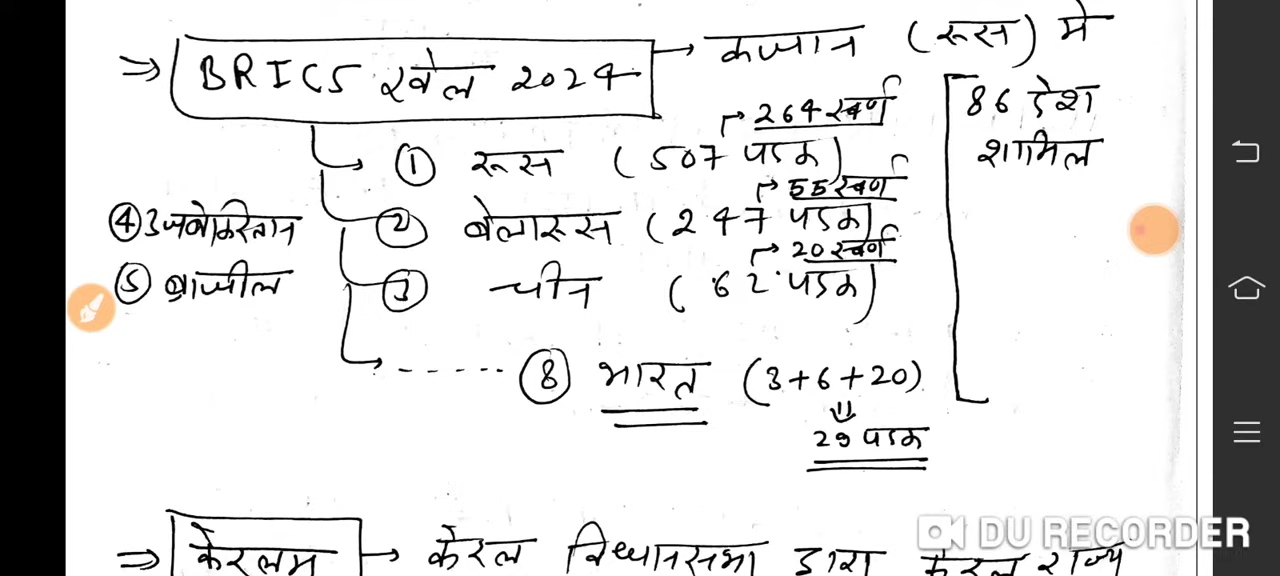 ⇒ BRICS खेल 2024 → कजान (रूस) में
86 देश
शामिल
→ 264 स्वर्ण
① रूस (507 पदक)
→ 55 स्वर्ण
② बेलारूस (247 पदक)
→ 20 स्वर्ण
③ चीन (62 पदक)
④ उजबेकिस्तान
⑤ ब्राजील
------ ⑧ भारत (3+6+20)
⇓
29 पदक
⇒ केरलम → केरल विधानसभा द्वारा केरल राज्य
DU RECORDER